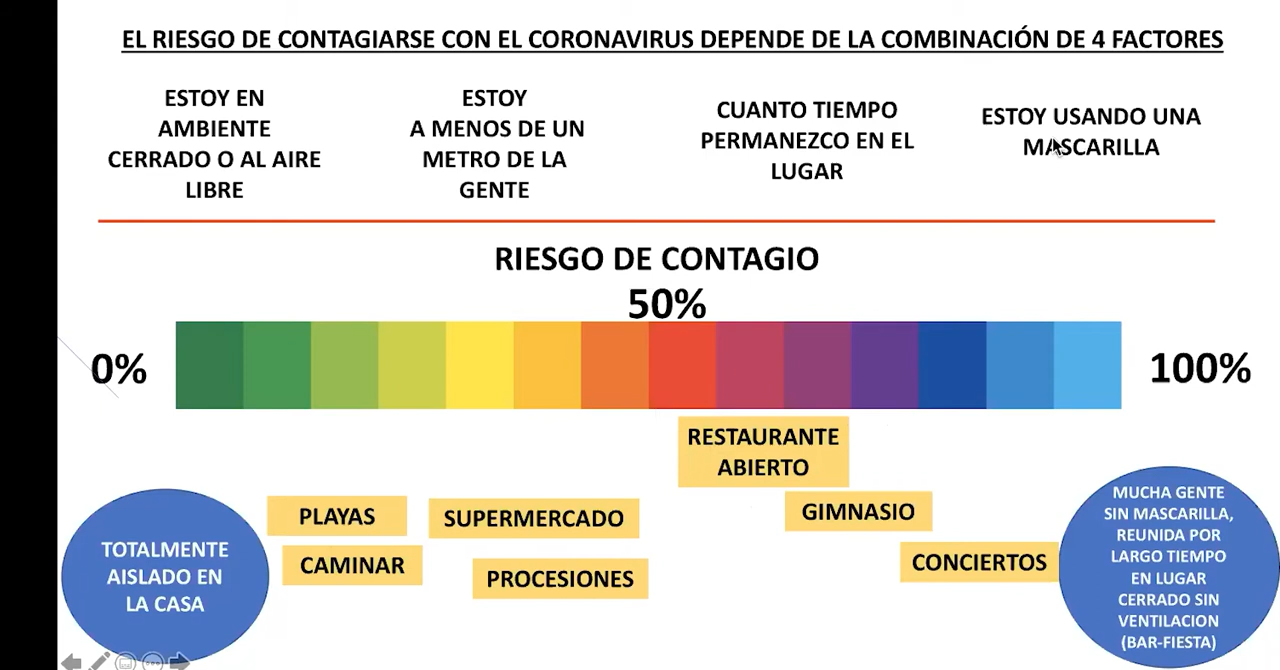 EL RIESGO DE CONTAGIARSE CON EL CORONAVIRUS DEPENDE DE LA COMBINACIÓN DE 4 FACTORES
ESTOY EN
AMBIENTE
CERRADO O AL AIRE
LIBRE
ESTOY
A MENOS DE UN
METRO DE LA
GENTE
CUANTO TIEMPO
PERMANEZCO EN EL
LUGAR
ESTOY USANDO UNA
MASCARILLA
RIESGO DE CONTAGIO
50%
0%
100%
RESTAURANTE
ABIERTO
PLAYAS
SUPERMERCADO
GIMNASIO
CAMINAR
PROCESIONES
CONCIERTOS
TOTALMENTE
AISLADO EN
LA CASA
MUCHA GENTE
SIN MASCARILLA,
REUNIDA POR
LARGO TIEMPO
EN LUGAR
CERRADO SIN
VENTILACION
(BAR-FIESTA)